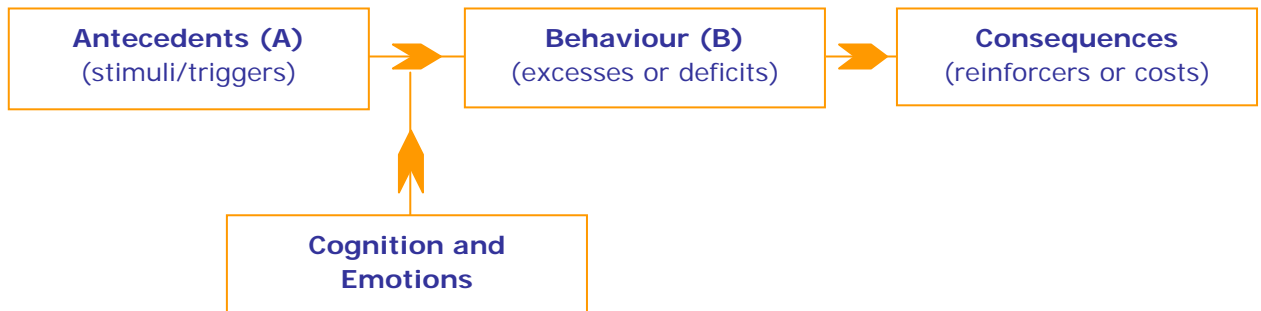 Antecedents (A)
(stimuli/triggers)
Behaviour (B)
(excesses or deficits)
Consequences
(reinforcers or costs)
Cognition and
Emotions